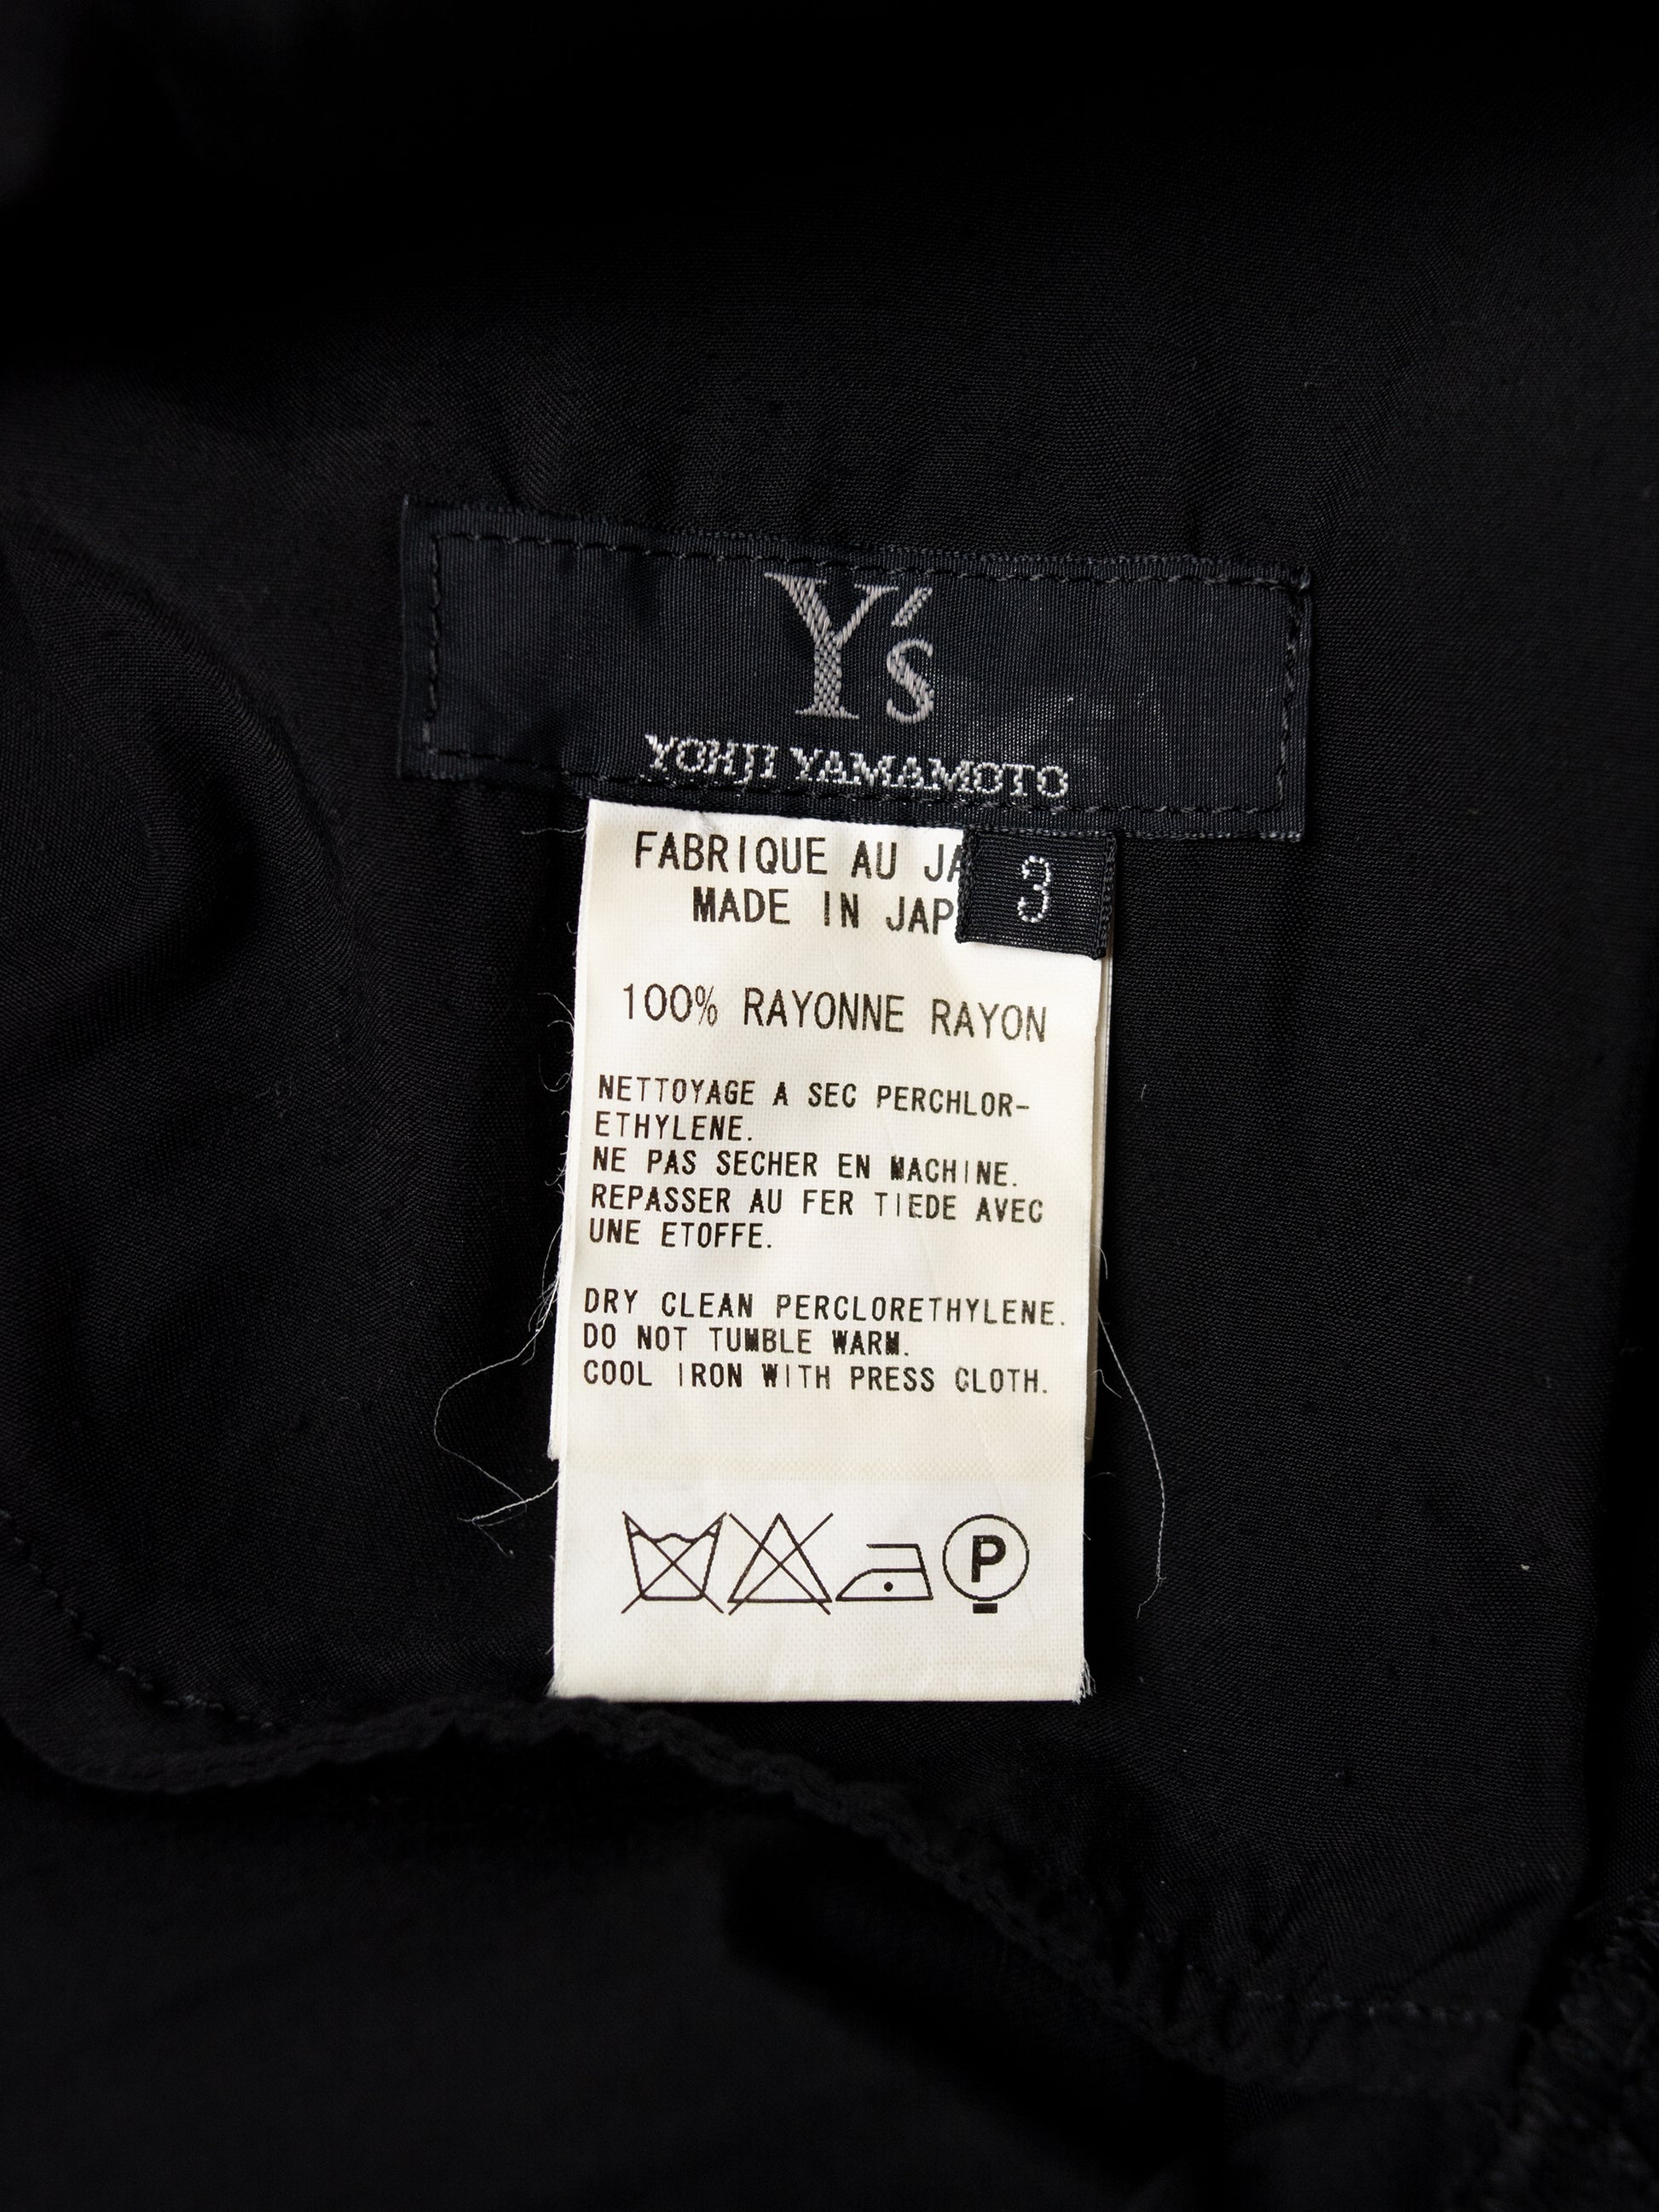 Y's
YOHJI YAMAMOTO
3
FABRIQUE AU JA
MADE IN JAP
100% RAYONNE RAYON
NETTOYAGE A SEC PERCHLOR-
ETHYLENE.
NE PAS SECHER EN MACHINE.
REPASSER AU FER TIEDE AVEC
UNE ETOFFE.
DRY CLEAN PERCLORETHYLENE.
DO NOT TUMBLE WARM.
COOL IRON WITH PRESS CLOTH.
P